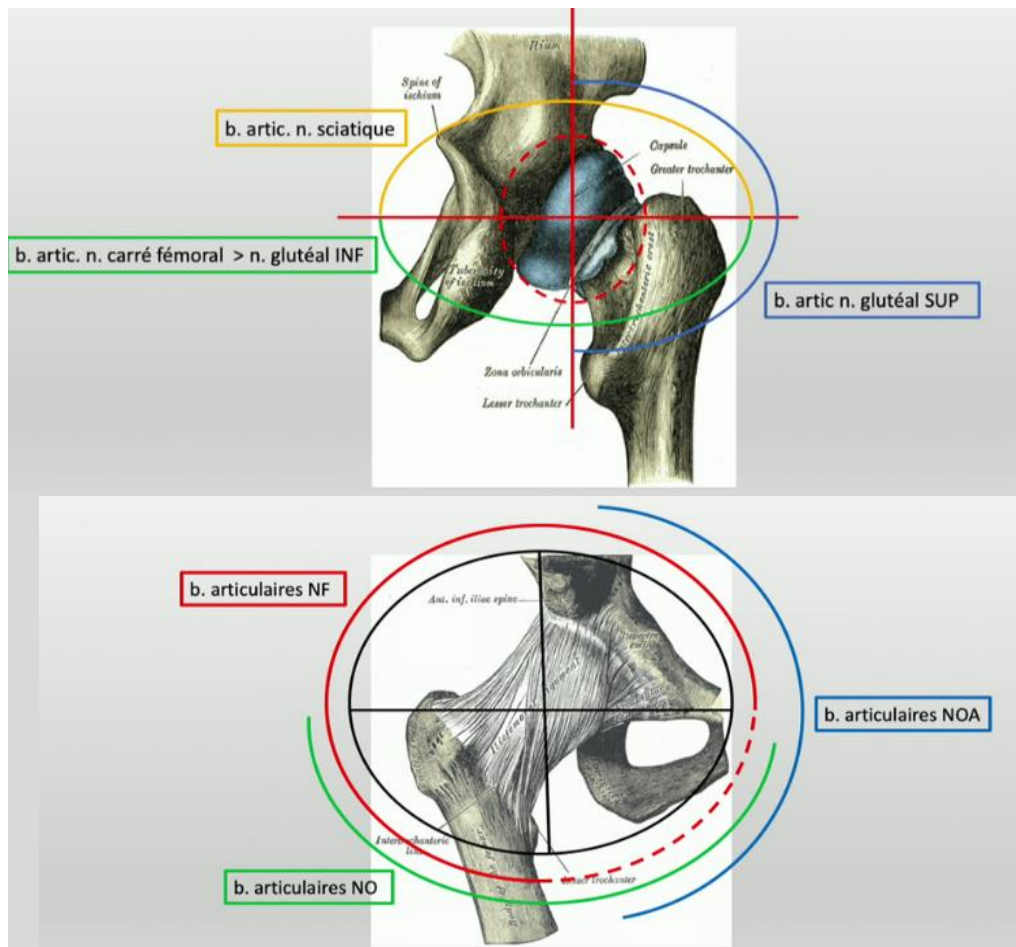 Ilium
Spine of
ischium
b. artic. n. sciatique
Capsule
Greater trochanter
b. artic. n. carré fémoral > n. glutéal INF
Tuberosity
of ischium
Intertrochanteric crest
b. artic n. glutéal SUP
Zona orbicularis
Lesser trochanter
b. articulaires NF
Ant. inf. iliac spine
b. articulaires NOA
Intertrochanteric
line
Lesser trochanter
b. articulaires NO